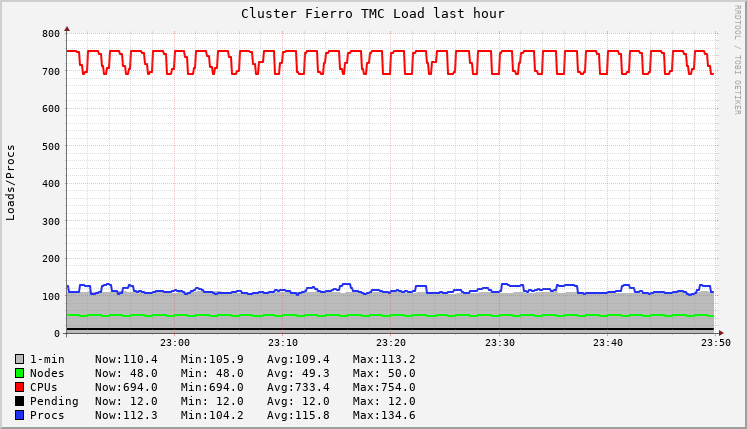 Cluster Fierro TMC Load last hour
RRDTOOL / TOBI OETIKER
Loads/Procs
800
700
600
500
400
300
200
100
0
23:00 23:10 23:20 23:30 23:40 23:50
1-min Now:110.4 Min:105.9 Avg:109.4 Max:113.2
Nodes Now: 48.0 Min: 48.0 Avg: 49.3 Max: 50.0
CPUs Now:694.0 Min:694.0 Avg:733.4 Max:754.0
Pending Now: 12.0 Min: 12.0 Avg: 12.0 Max: 12.0
Procs Now:112.3 Min:104.2 Avg:115.8 Max:134.6